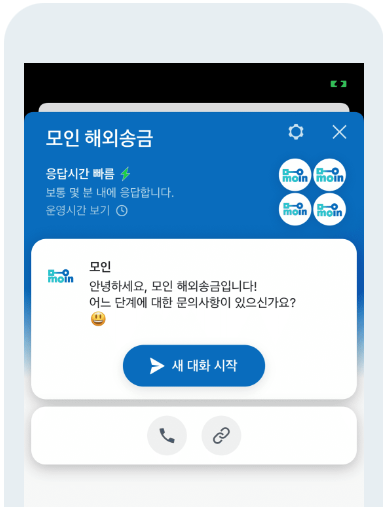 모인 해외송금
응답시간 빠름
보통 몇 분 내에 응답합니다.
운영시간 보기
moin moin
moin moin
모인
moin
안녕하세요, 모인 해외송금입니다!
어느 단계에 대한 문의사항이 있으신가요?
새 대화 시작